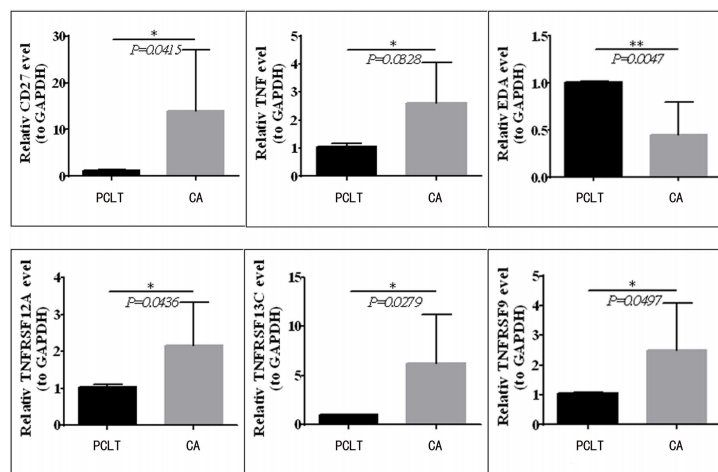 Relativ CD27 evel
(to GAPDH)
30
20
10
0
*
P=0.0415
PCLT
CA
Relativ TNF evel
(to GAPDH)
5
4
3
2
1
0
*
P=0.0328
PCLT
CA
Relativ EDA evel
(to GAPDH)
1.5
1.0
0.5
0.0
**
P=0.0047
PCLT
CA
Relativ TNFRSF12A evel
(to GAPDH)
4
3
2
1
0
*
P=0.0436
PCLT
CA
Relativ TNFRSF13C evel
(to GAPDH)
15
10
5
0
*
P=0.0279
PCLT
CA
Relativ TNFRSF9 evel
(to GAPDH)
5
4
3
2
1
0
*
P=0.0497
PCLT
CA